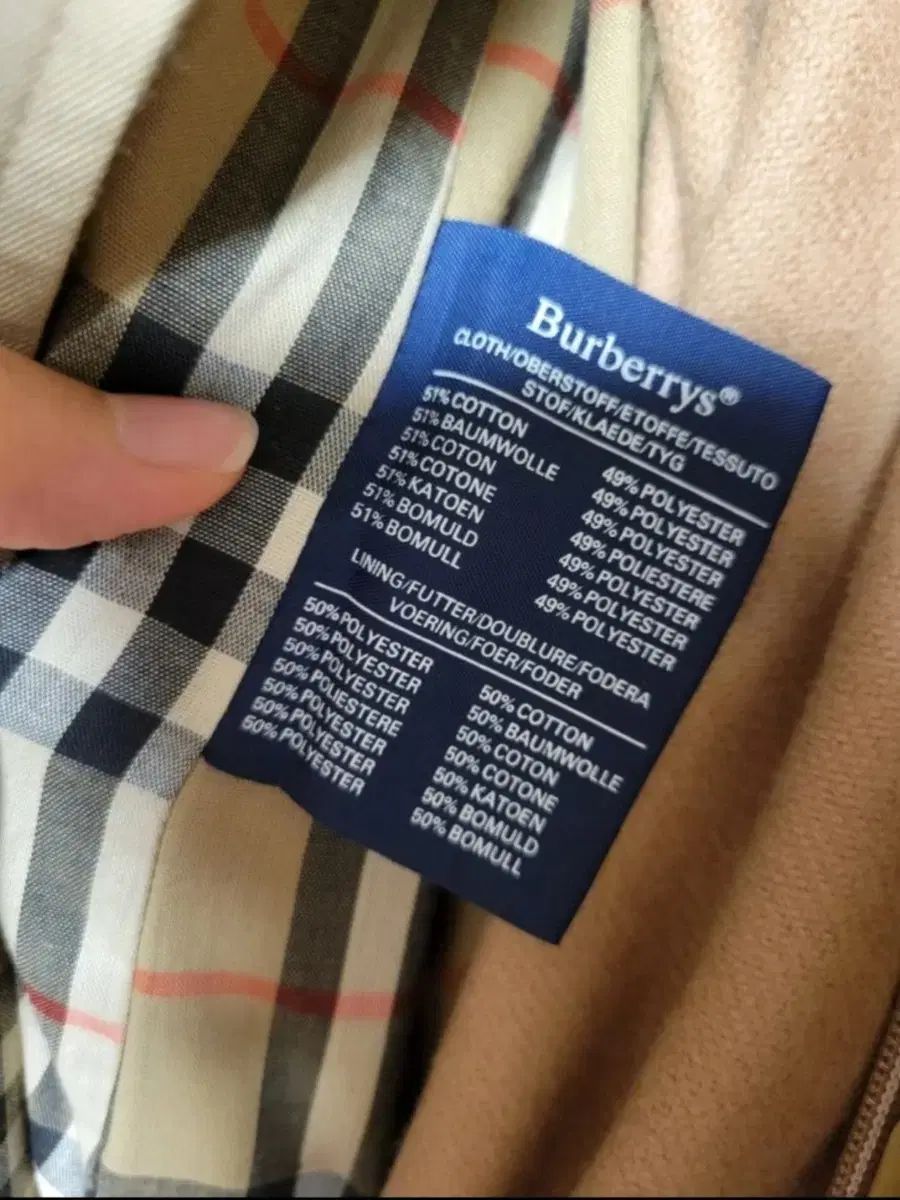 Burberrys®
CLOTH/OBERSTOFF/ETOFFE/TESSUTO
STOF/KLAEDE/TYG
51% COTTON 49% POLYESTER
51% BAUMWOLLE 49% POLYESTER
51% COTON 49% POLYESTER
51% COTONE 49% POLIESTERE
51% KATOEN 49% POLYESTER
51% BOMULD 49% POLYESTER
51% BOMULL 49% POLYESTER
LINING/FUTTER/DOUBLURE/FODERA
VOERING/FOER/FODER
50% POLYESTER 50% COTTON
50% POLYESTER 50% BAUMWOLLE
50% POLYESTER 50% COTON
50% POLIESTERE 50% COTONE
50% POLYESTER 50% KATOEN
50% POLYESTER 50% BOMULD
50% POLYESTER 50% BOMULL